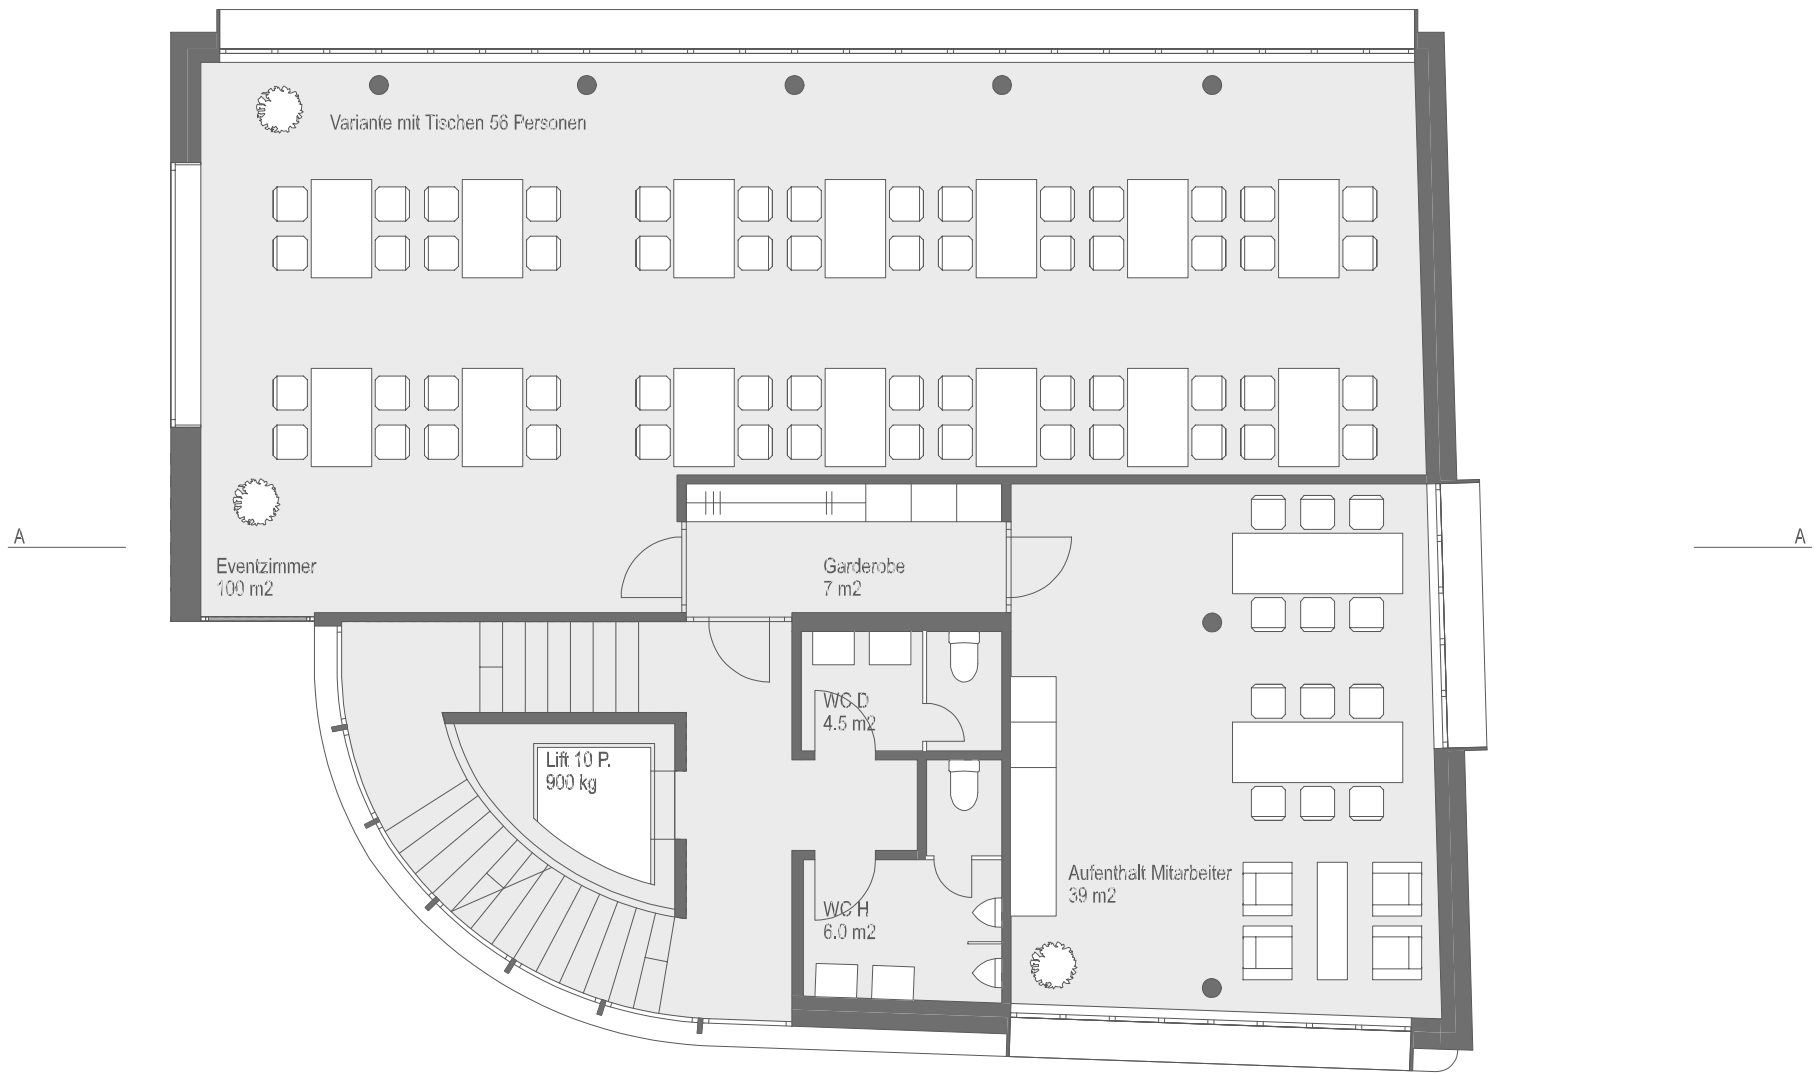 Variante mit Tischen 56 Personen
A
A
Eventzimmer
100 m2
Garderobe
7 m2
WC D
4.5 m2
Lift 10 P.
900 kg
Aufenthalt Mitarbeiter
39 m2
WC H
6.0 m2